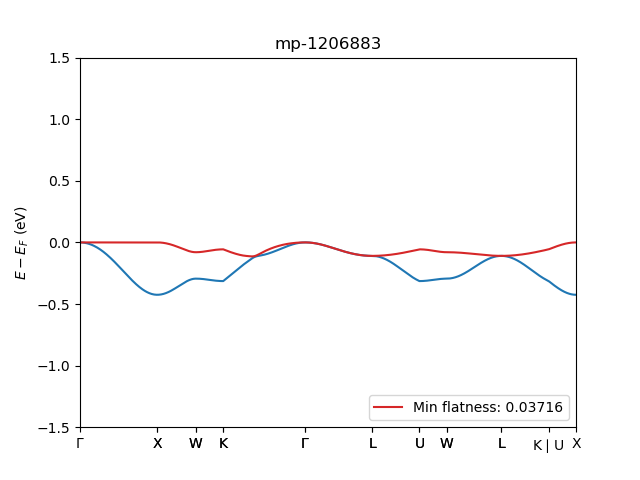 mp-1206883
E − E_F (eV)
1.5
1.0
0.5
0.0
−0.5
−1.0
−1.5
Min flatness: 0.03716
Γ X W K Γ L U W L K | U X